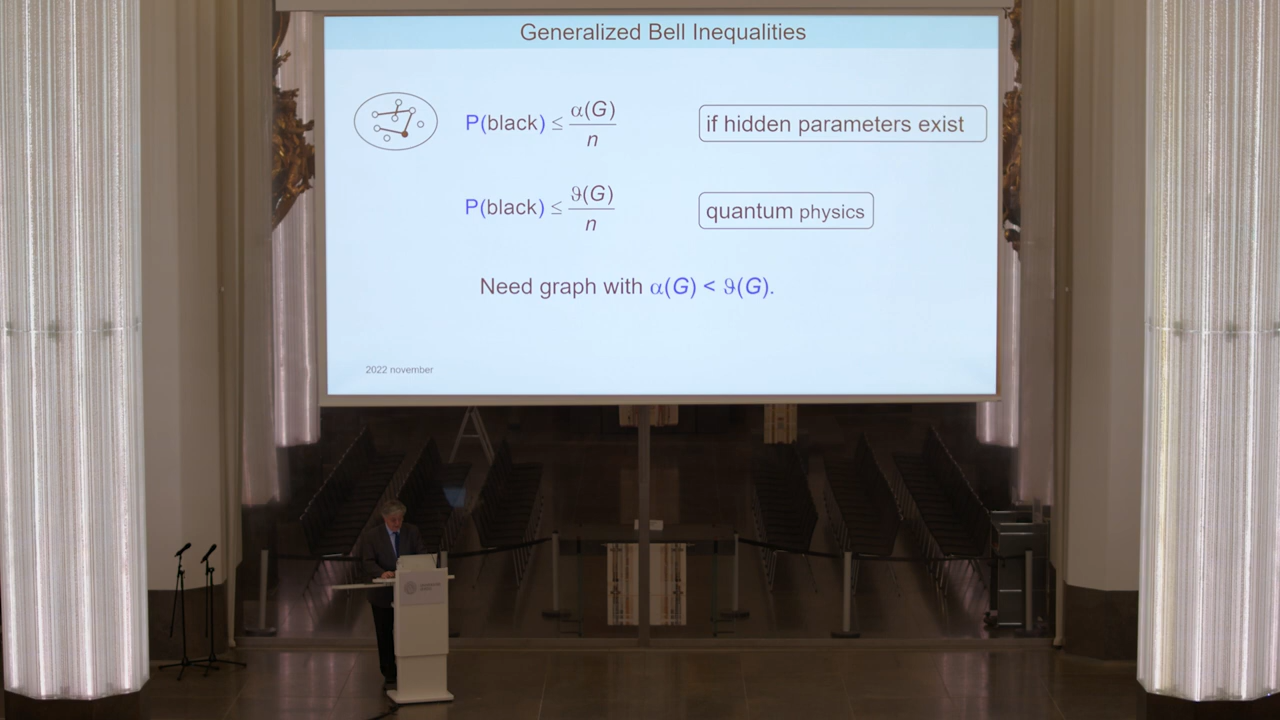 Generalized Bell Inequalities
P(black) ≤ α(G)/n
if hidden parameters exist
P(black) ≤ ϑ(G)/n
quantum physics
Need graph with α(G) < ϑ(G).
2022 november